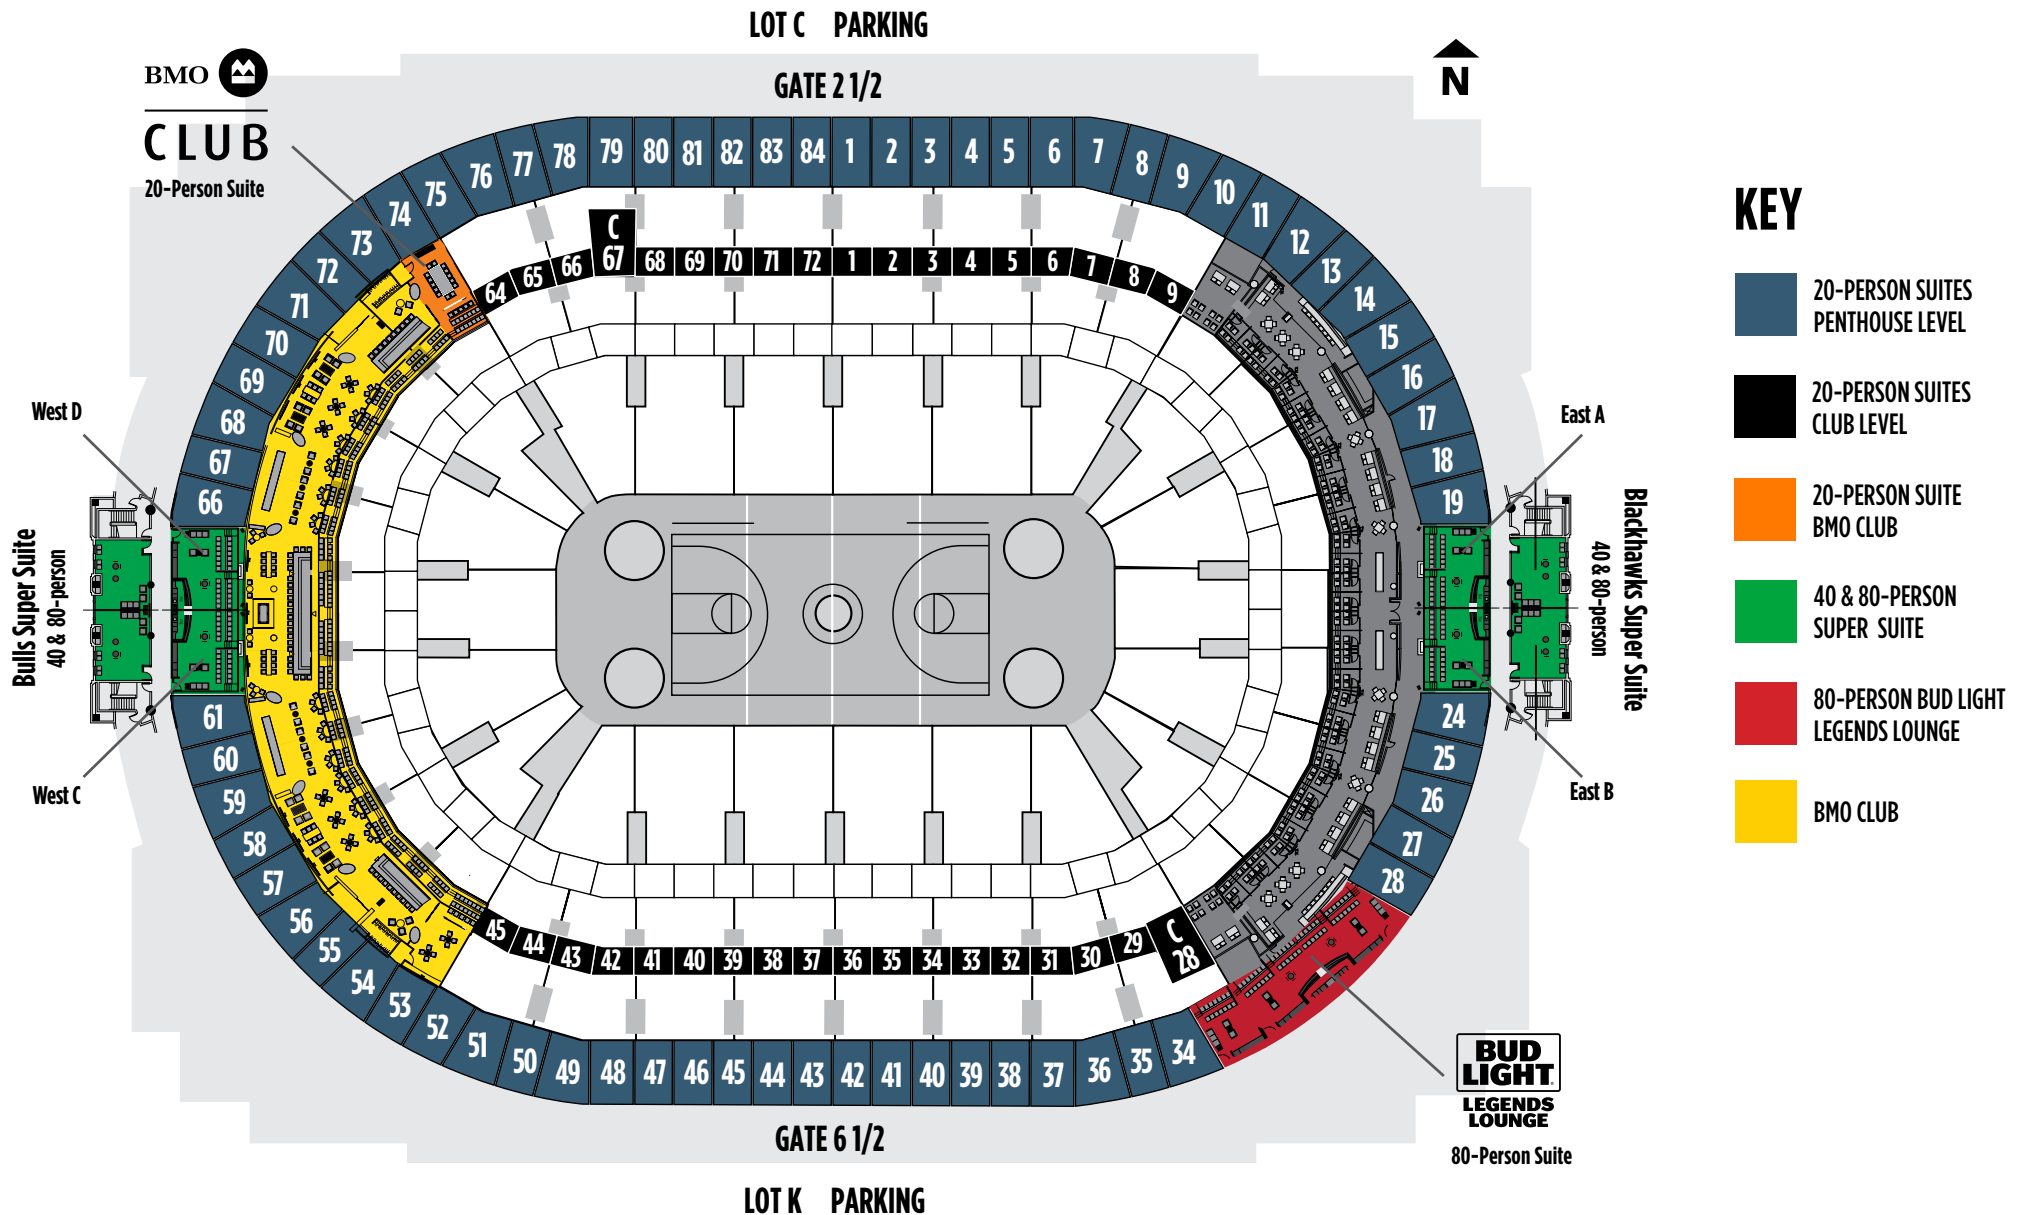 LOT C PARKING
GATE 2 1/2
BMO
CLUB
20-Person Suite
N
79 80 81 82 83 84 1 2 3 4 5 6 7 8 9 10 11 12 13 14 15 16 17 18 19
78 77 76 75 74 73 72 71 70 69 68 67 66
C
67
64 65 66 68 69 70 71 72 1 2 3 4 5 6 7 8 9
West D
West C
East A
East B
Bulls Super Suite
40 & 80-person
Blackhawks Super Suite
40 & 80-person
61 60 59 58 57 56 55 54 53 52 51 50 49 48 47 46 45 44 43 42 41 40 39 38 37 36 35 34
24 25 26 27 28
45 44 43 42 41 40 39 38 37 36 35 34 33 32 31 30 29
C
28
BUD
LIGHT
LEGENDS
LOUNGE
80-Person Suite
GATE 6 1/2
LOT K PARKING
KEY
20-PERSON SUITES
PENTHOUSE LEVEL
20-PERSON SUITES
CLUB LEVEL
20-PERSON SUITE
BMO CLUB
40 & 80-PERSON
SUPER SUITE
80-PERSON BUD LIGHT
LEGENDS LOUNGE
BMO CLUB